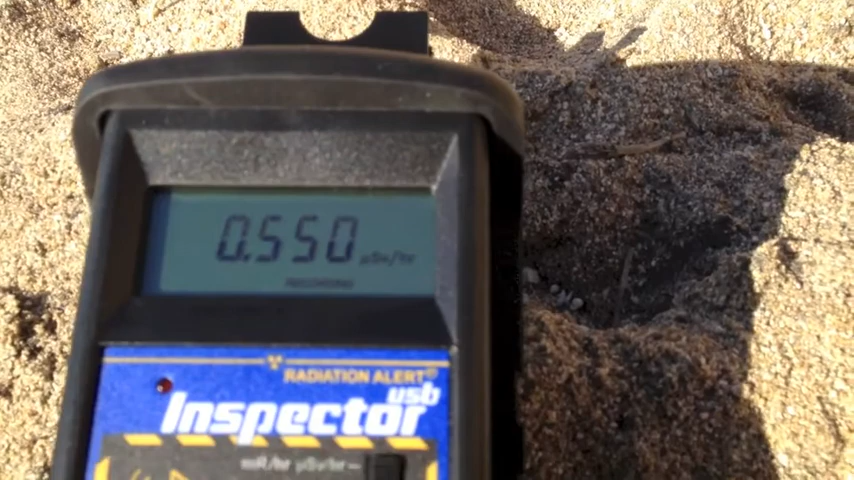 0.550 µSv/hr
RADIATION ALERT®
usb
Inspector
mR/hr µSv/hr